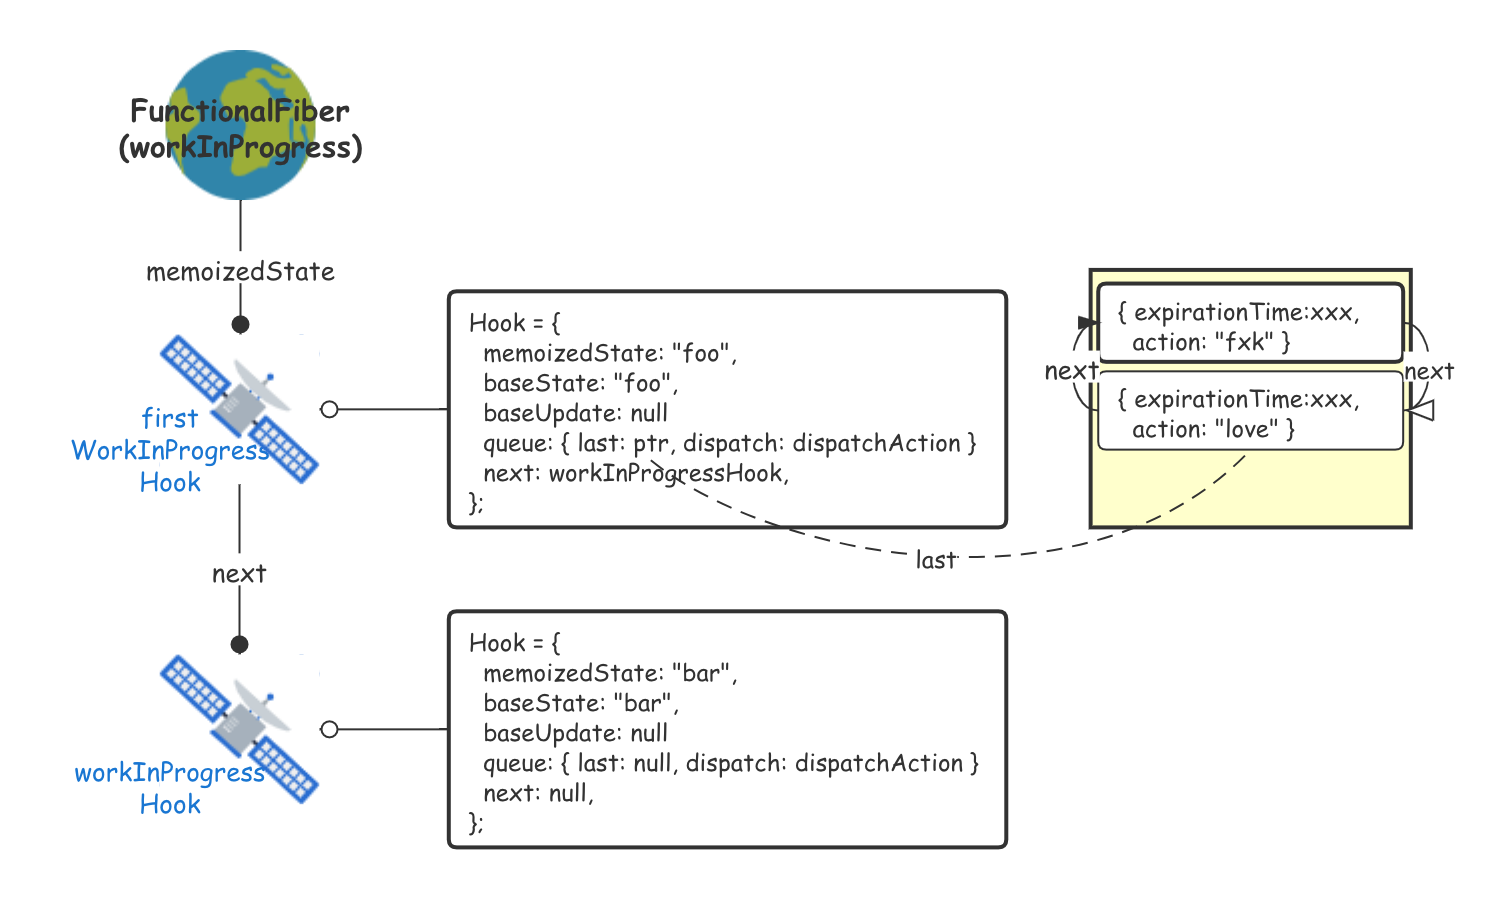 FunctionalFiber
(workInProgress)
memoizedState
first
WorkInProgress
Hook
next
workInProgress
Hook
Hook = {
memoizedState: "foo",
baseState: "foo",
baseUpdate: null
queue: { last: ptr, dispatch: dispatchAction }
next: workInProgressHook,
};
last
Hook = {
memoizedState: "bar",
baseState: "bar",
baseUpdate: null
queue: { last: null, dispatch: dispatchAction }
next: null,
};
{ expirationTime:xxx,
action: "fxk" }
next
next
{ expirationTime:xxx,
action: "love" }